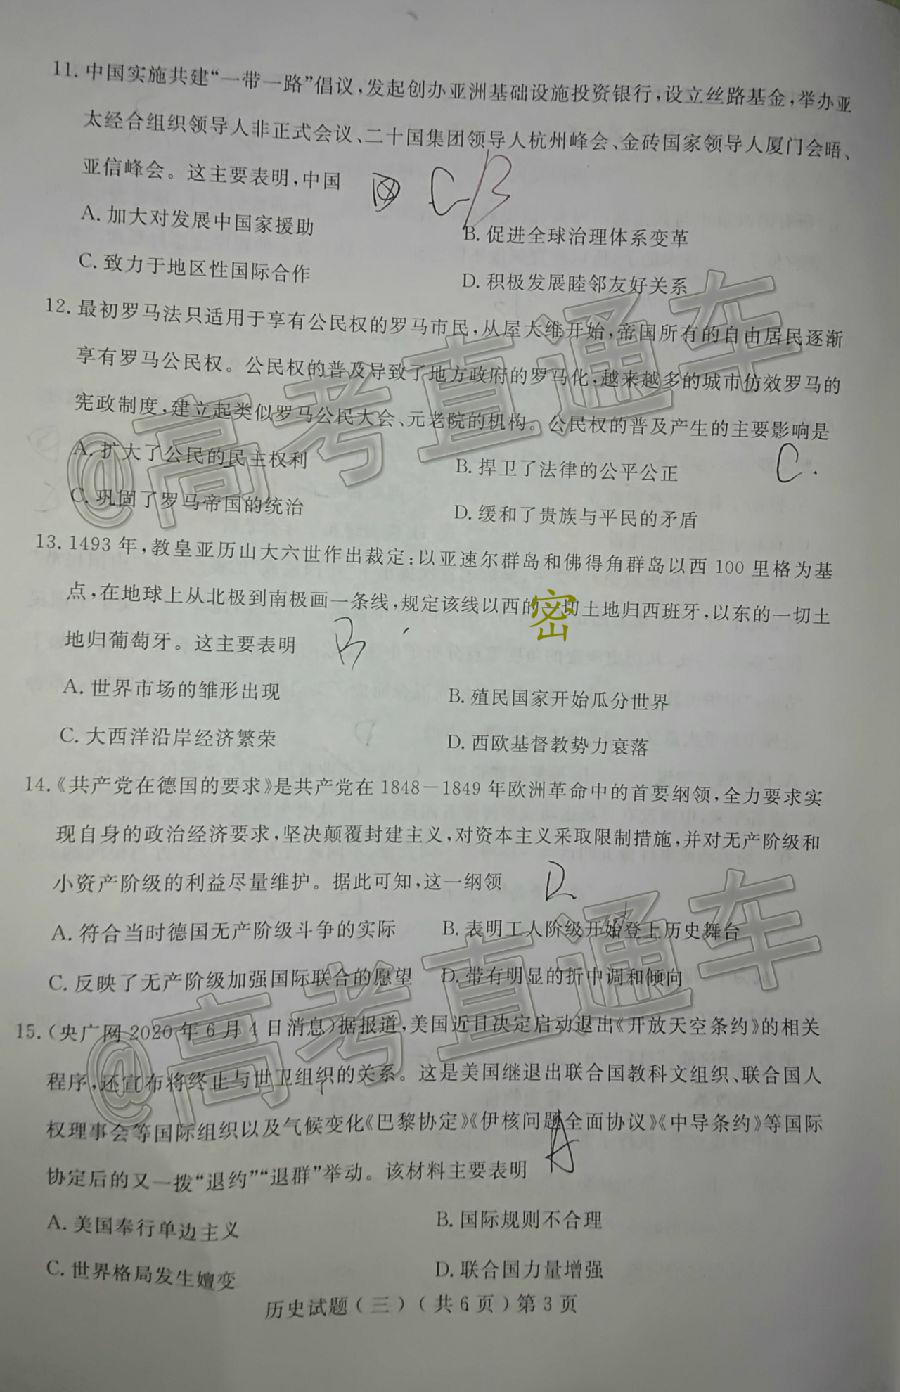 11. 中国实施共建“一带一路”倡议,发起创办亚洲基础设施投资银行,设立丝路基金,举办亚
太经合组织领导人非正式会议、二十国集团领导人杭州峰会、金砖国家领导人厦门会晤、
亚信峰会。这主要表明,中国 C B
A. 加大对发展中国家援助 B. 促进全球治理体系变革
C. 致力于地区性国际合作 D. 积极发展睦邻友好关系
12. 最初罗马法只适用于享有公民权的罗马市民,从屋大维开始,帝国所有的自由居民逐渐
享有罗马公民权。公民权的普及导致了地方政府的罗马化,越来越多的城市仿效罗马的
宪政制度,建立起类似罗马公民大会、元老院的机构。公民权的普及产生的主要影响是
A. 扩大了公民的民主权利 B. 捍卫了法律的公平公正 C.
C. 巩固了罗马帝国的统治 D. 缓和了贵族与平民的矛盾
13. 1493年,教皇亚历山大六世作出裁定:以亚速尔群岛和佛得角群岛以西100里格为基
点,在地球上从北极到南极画一条线,规定该线以西的密切土地归西班牙,以东的一切土
地归葡萄牙。这主要表明 B
A. 世界市场的雏形出现 B. 殖民国家开始瓜分世界
C. 大西洋沿岸经济繁荣 D. 西欧基督教势力衰落
14. 《共产党在德国的要求》是共产党在1848-1849年欧洲革命中的首要纲领,全力要求实
现自身的政治经济要求,坚决颠覆封建主义,对资本主义采取限制措施,并对无产阶级和
小资产阶级的利益尽量维护。据此可知,这一纲领
A. 符合当时德国无产阶级斗争的实际 B. 表明工人阶级开始登上历史舞台
C. 反映了无产阶级加强国际联合的愿望 D. 带有明显的折中调和倾向
15. (央广网2020年6月4日消息)据报道,美国近日决定启动退出《开放天空条约》的相关
程序,还宣布将终止与世卫组织的关系。这是美国继退出联合国教科文组织、联合国人
权理事会等国际组织以及气候变化《巴黎协定》《伊核问题全面协议》《中导条约》等国际
协定后的又一拨“退约”“退群”举动。该材料主要表明 A
A. 美国奉行单边主义 B. 国际规则不合理
C. 世界格局发生嬗变 D. 联合国力量增强
历史试题(三)(共6页)第3页
@高考直通车
@高考直通车